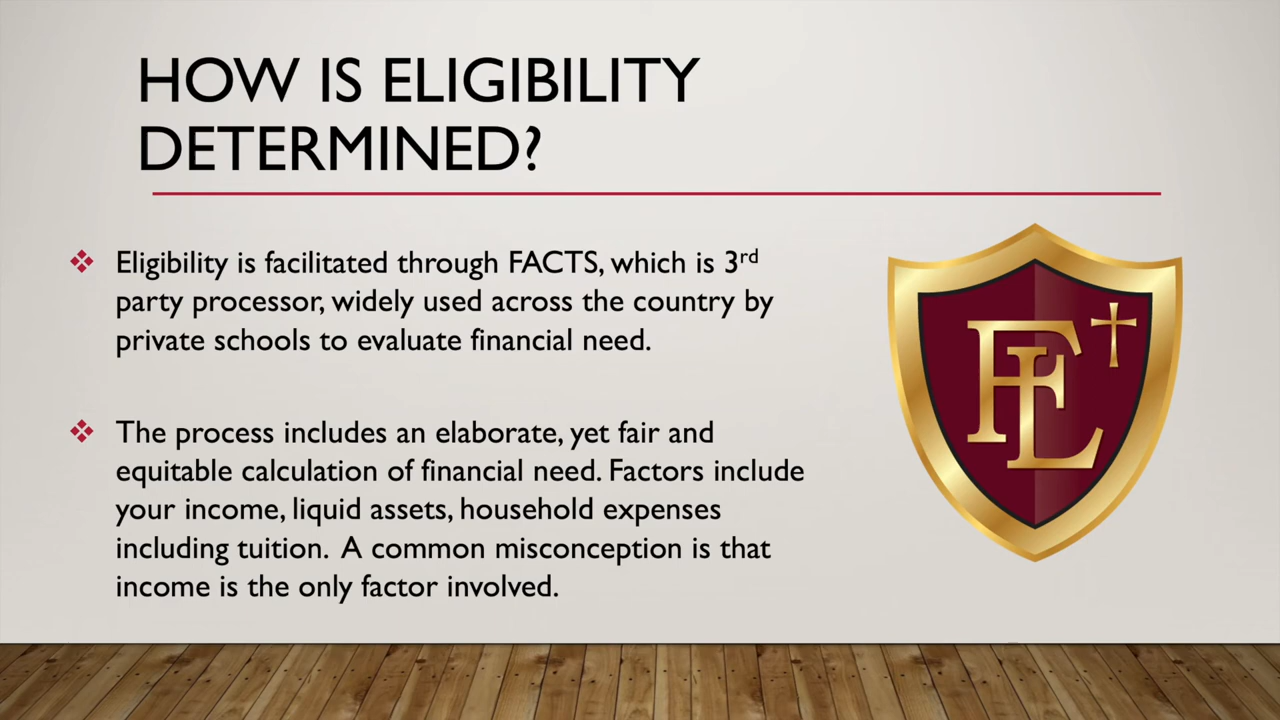 HOW IS ELIGIBILITY
DETERMINED?
❖ Eligibility is facilitated through FACTS, which is 3rd
party processor, widely used across the country by
private schools to evaluate financial need.
❖ The process includes an elaborate, yet fair and
equitable calculation of financial need. Factors include
your income, liquid assets, household expenses
including tuition.  A common misconception is that
income is the only factor involved.
FL